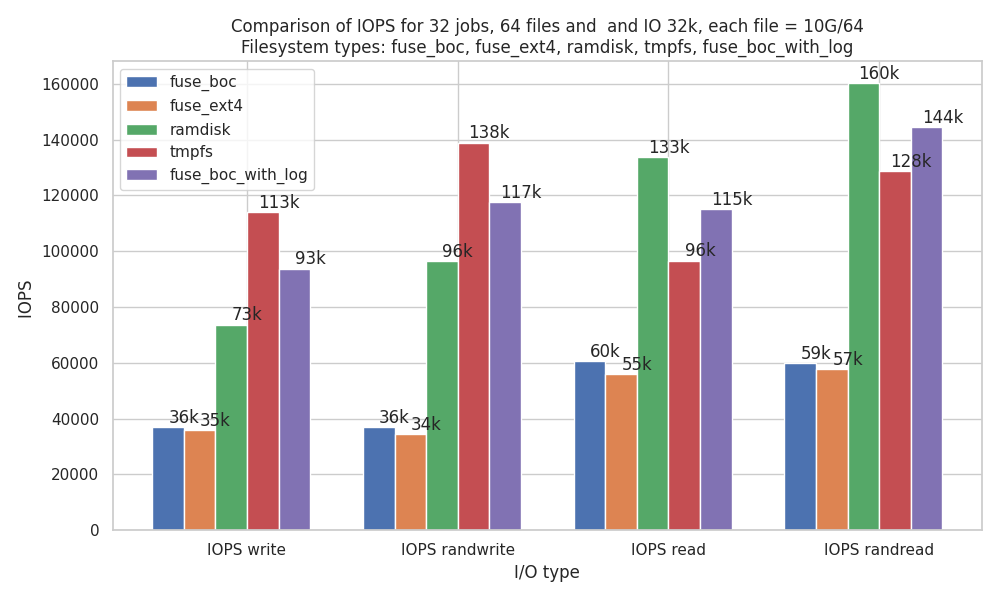 Comparison of IOPS for 32 jobs, 64 files and  and IO 32k, each file = 10G/64
Filesystem types: fuse_boc, fuse_ext4, ramdisk, tmpfs, fuse_boc_with_log
fuse_boc
fuse_ext4
ramdisk
tmpfs
fuse_boc_with_log
IOPS
160000
140000
120000
100000
80000
60000
40000
20000
0
36k
35k
73k
113k
93k
36k
34k
96k
138k
117k
60k
55k
133k
96k
115k
59k
57k
160k
128k
144k
IOPS write
IOPS randwrite
IOPS read
IOPS randread
I/O type